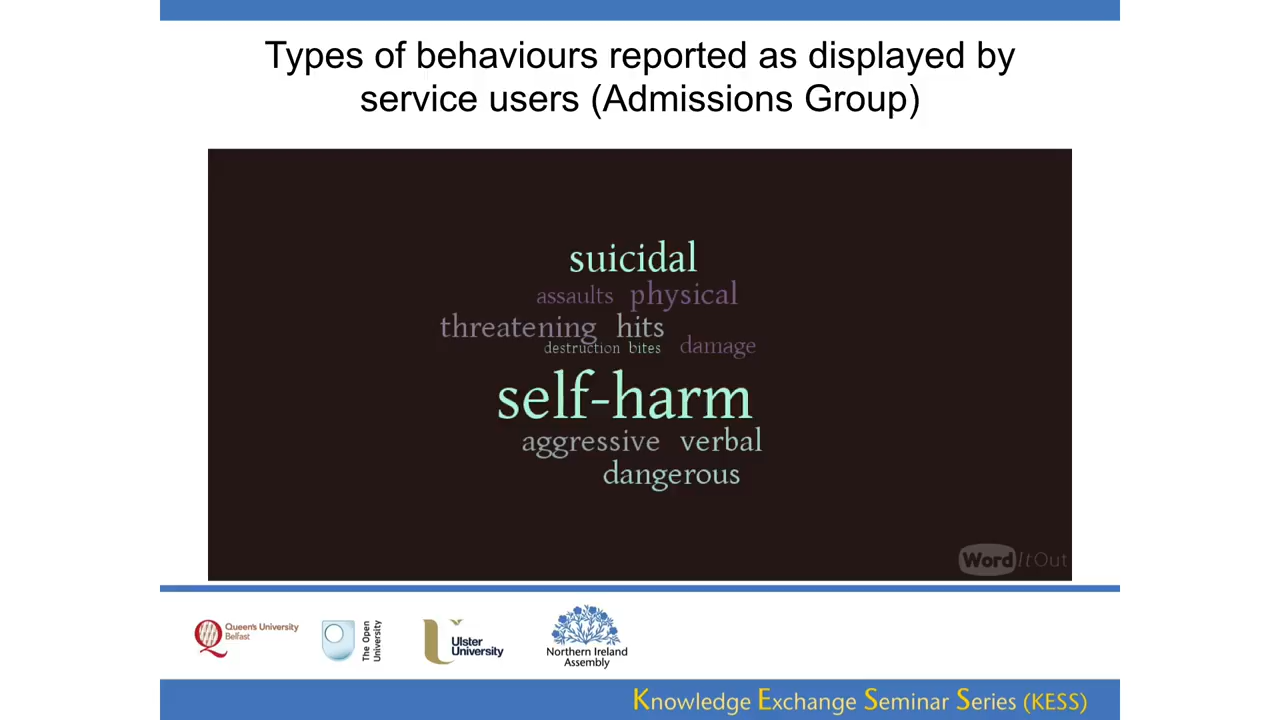 Types of behaviours reported as displayed by
service users (Admissions Group)
suicidal
assaults physical
threatening hits
destruction bites damage
self-harm
aggressive verbal
dangerous
WordItOut
Queen's University
Belfast
The Open
University
Ulster
University
Northern Ireland
Assembly
Knowledge Exchange Seminar Series (KESS)